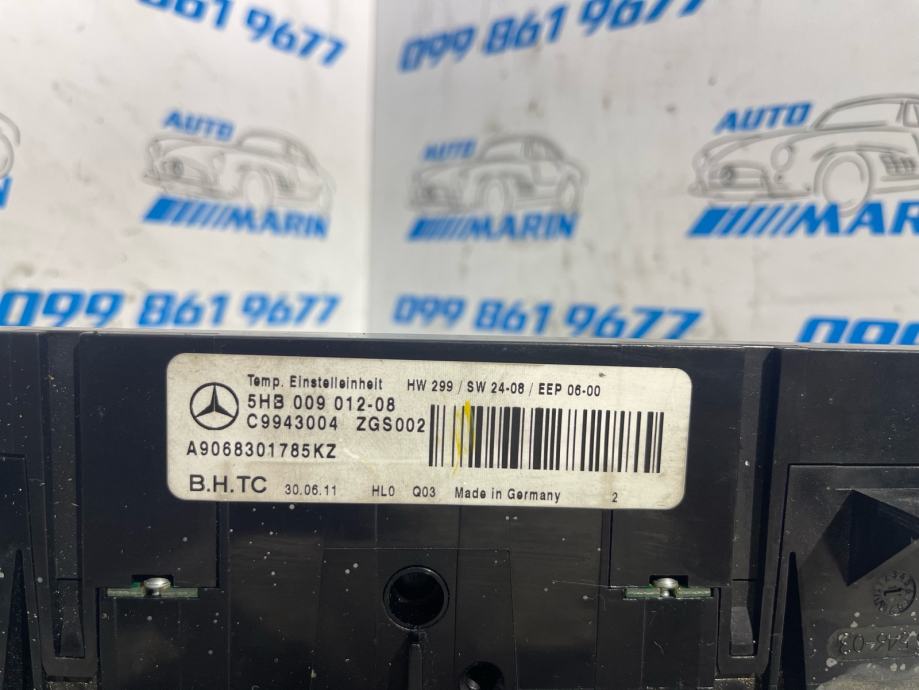 099 861 9677
099 861 9677
AUTO
MARIN
AUTO
MARIN
AUTO
MARIN
099 861 9677
099 861 9677
099
Temp. Einstelleinheit HW 299 / SW 24-08 / EEP 06-00
5HB 009 012-08
C9943004 ZGS002
A9068301785KZ
B.H.TC 30.06.11 HL0 Q03 Made in Germany 2